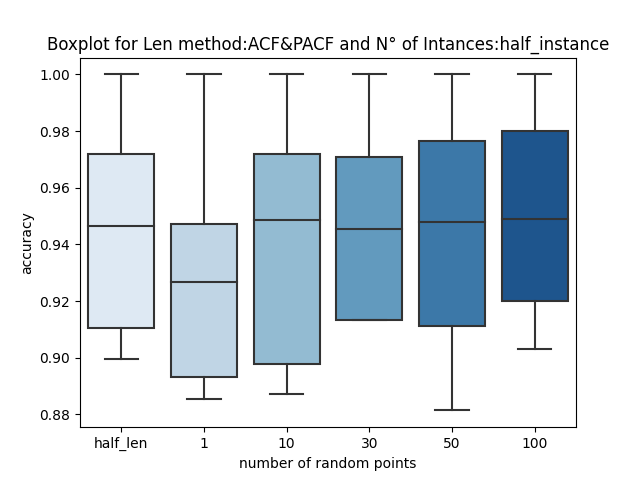 Boxplot for Len method:ACF&PACF and N° of Intances:half_instance
1.00
0.98
0.96
0.94
0.92
0.90
0.88
accuracy
half_len 1 10 30 50 100
number of random points